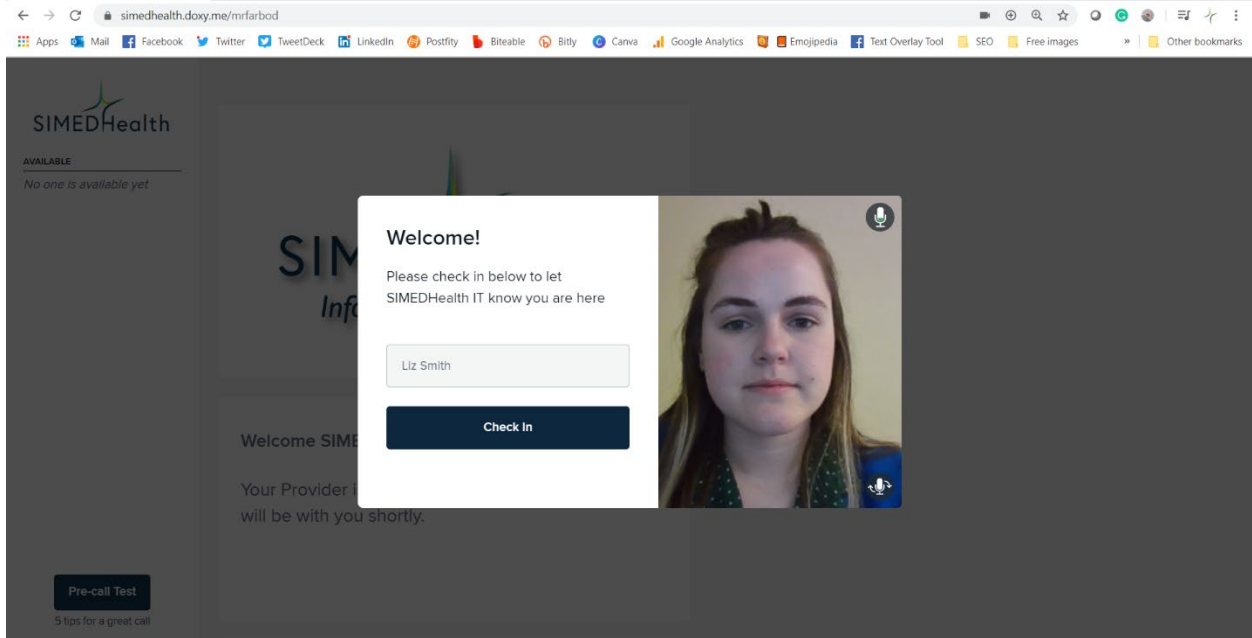 simedhealth.doxy.me/mrfarbod
Apps Mail Facebook Twitter TweetDeck LinkedIn Postfity Biteable Bitly Canva Google Analytics Emojipedia Text Overlay Tool SEO Free images » Other bookmarks
SIMEDHealth
AVAILABLE
No one is available yet
SIM
Info
Welcome!
Please check in below to let
SIMEDHealth IT know you are here
Liz Smith
Check In
Welcome SIME
Your Provider i
will be with you shortly.
Pre-call Test
5 tips for a great call